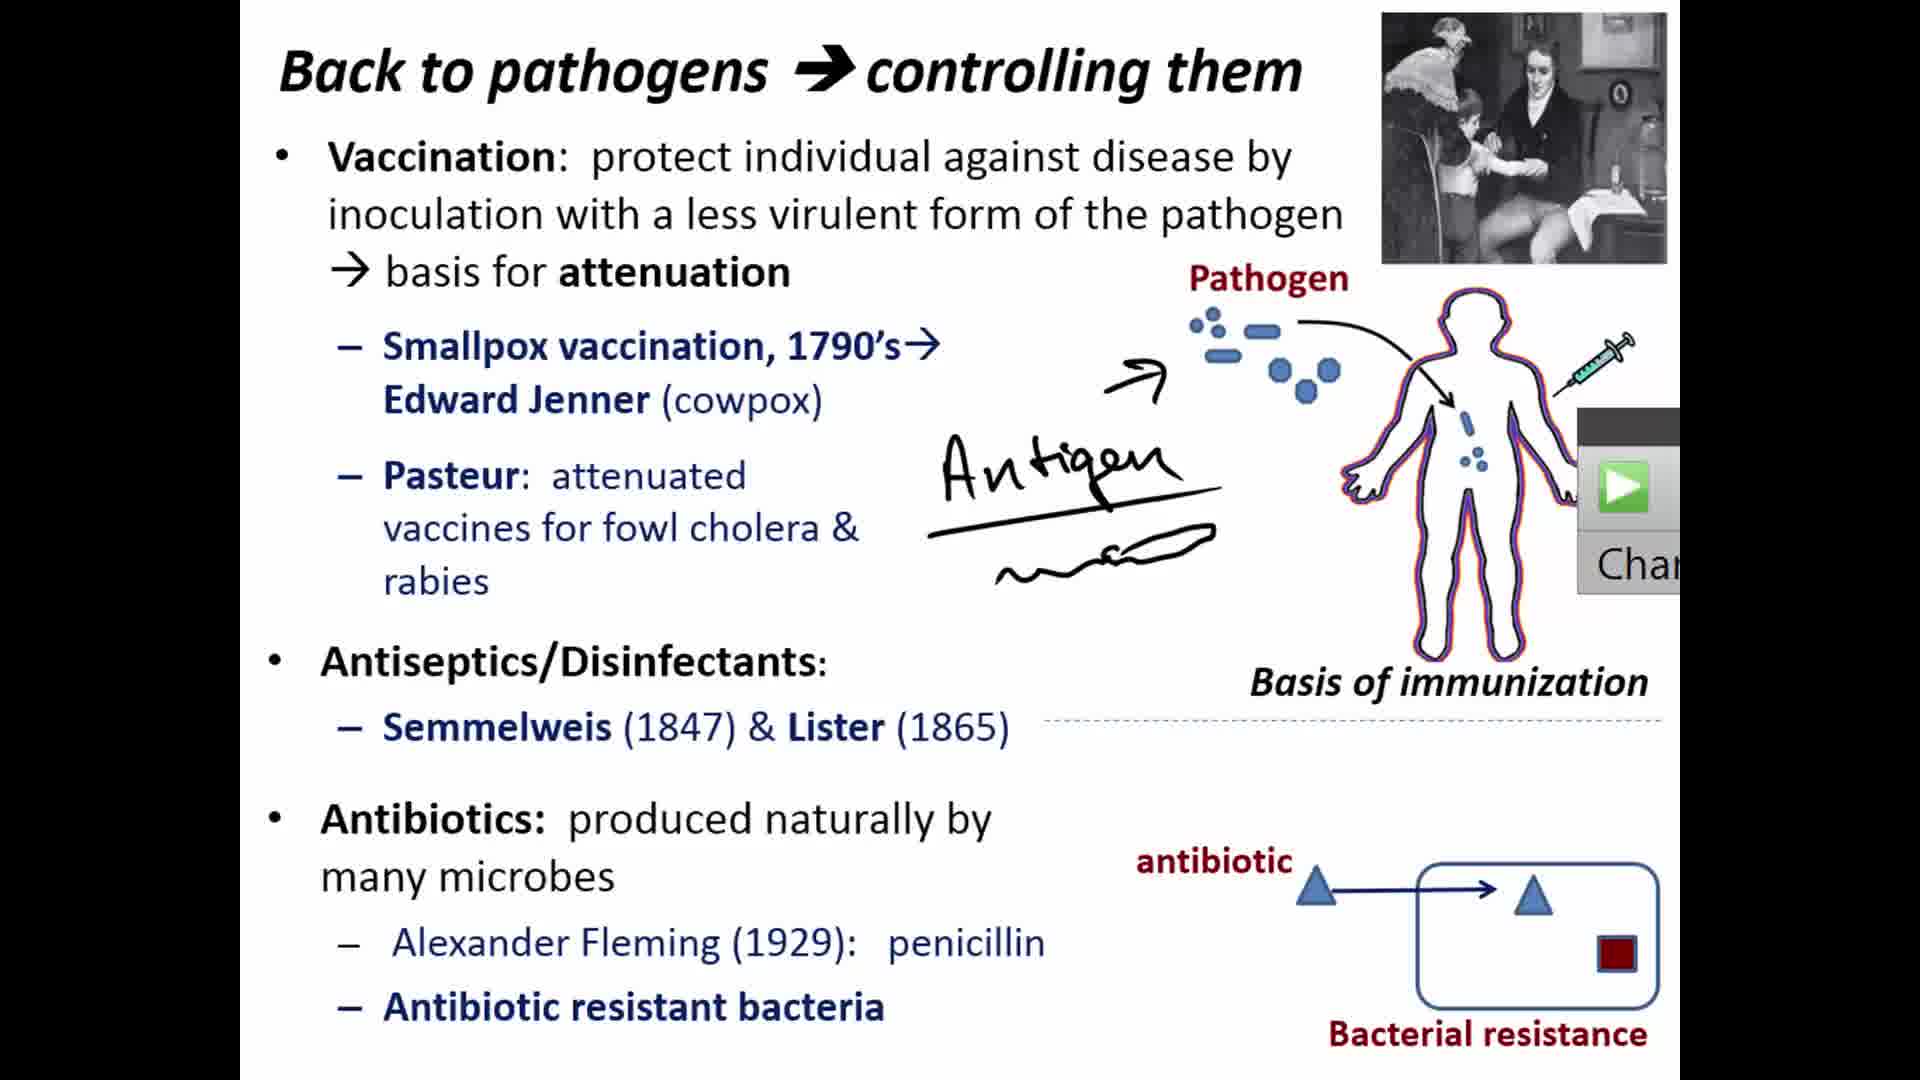 Back to pathogens → controlling them
• Vaccination: protect individual against disease by
inoculation with a less virulent form of the pathogen
→ basis for attenuation
Pathogen
– Smallpox vaccination, 1790's→
Edward Jenner (cowpox)
Antigen
– Pasteur: attenuated
vaccines for fowl cholera &
rabies
Char
• Antiseptics/Disinfectants:
Basis of immunization
– Semmelweis (1847) & Lister (1865)
• Antibiotics: produced naturally by
many microbes
antibiotic
– Alexander Fleming (1929): penicillin
– Antibiotic resistant bacteria
Bacterial resistance